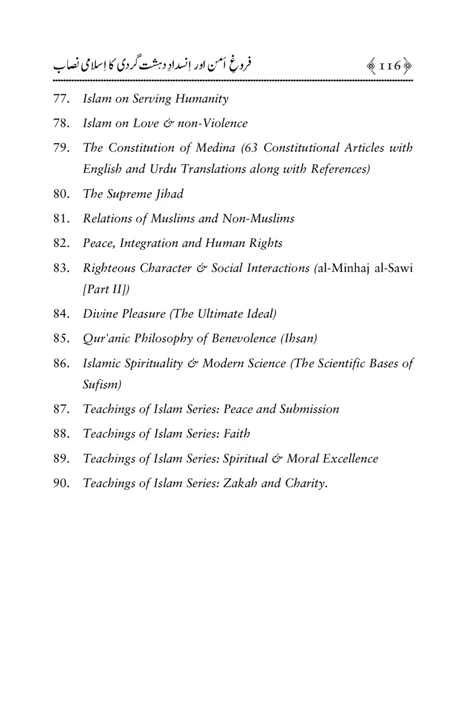 فروغِ اَمن اور اِنسدادِ دہشت گردی کا اِسلامی نصاب ﴿116﴾
77. Islam on Serving Humanity
78. Islam on Love & non-Violence
79. The Constitution of Medina (63 Constitutional Articles with
English and Urdu Translations along with References)
80. The Supreme Jihad
81. Relations of Muslims and Non-Muslims
82. Peace, Integration and Human Rights
83. Righteous Character & Social Interactions (al-Minhaj al-Sawi
[Part II])
84. Divine Pleasure (The Ultimate Ideal)
85. Qur'anic Philosophy of Benevolence (Ihsan)
86. Islamic Spirituality & Modern Science (The Scientific Bases of
Sufism)
87. Teachings of Islam Series: Peace and Submission
88. Teachings of Islam Series: Faith
89. Teachings of Islam Series: Spiritual & Moral Excellence
90. Teachings of Islam Series: Zakah and Charity.